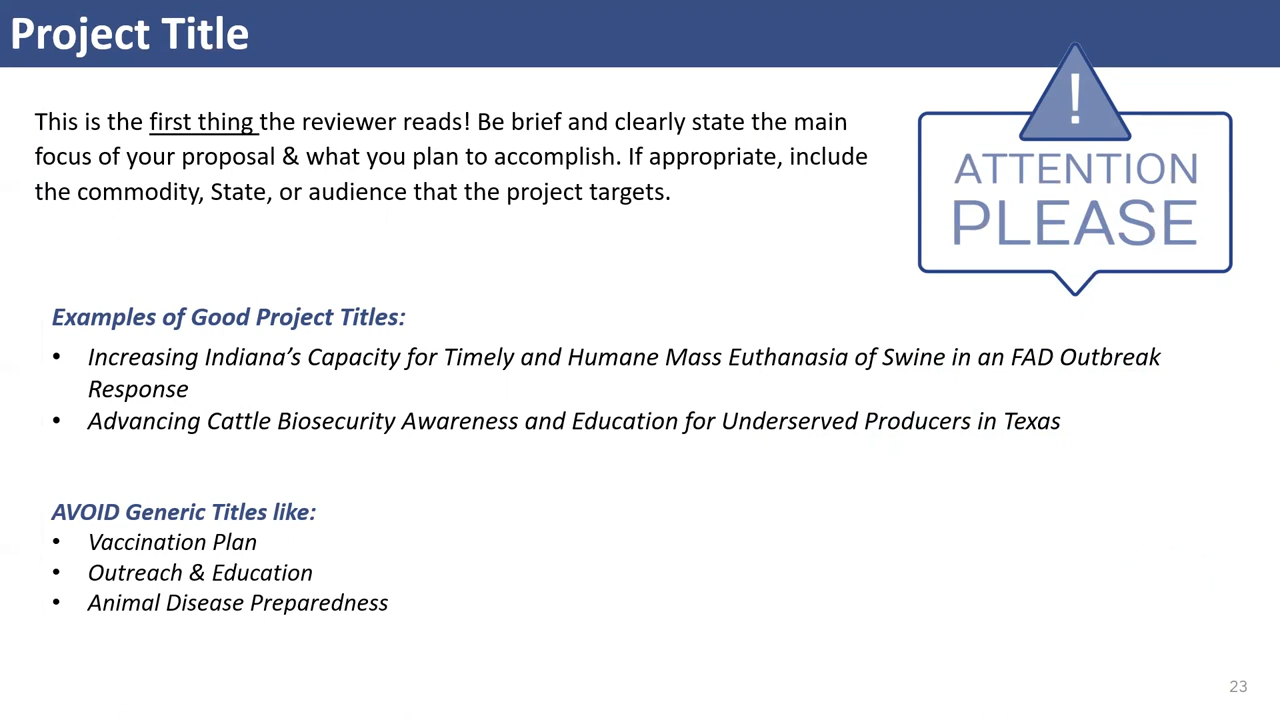 Project Title
This is the first thing the reviewer reads! Be brief and clearly state the main
focus of your proposal & what you plan to accomplish. If appropriate, include
the commodity, State, or audience that the project targets.
!
ATTENTION
PLEASE
Examples of Good Project Titles:
• Increasing Indiana’s Capacity for Timely and Humane Mass Euthanasia of Swine in an FAD Outbreak
Response
• Advancing Cattle Biosecurity Awareness and Education for Underserved Producers in Texas
AVOID Generic Titles like:
• Vaccination Plan
• Outreach & Education
• Animal Disease Preparedness
23